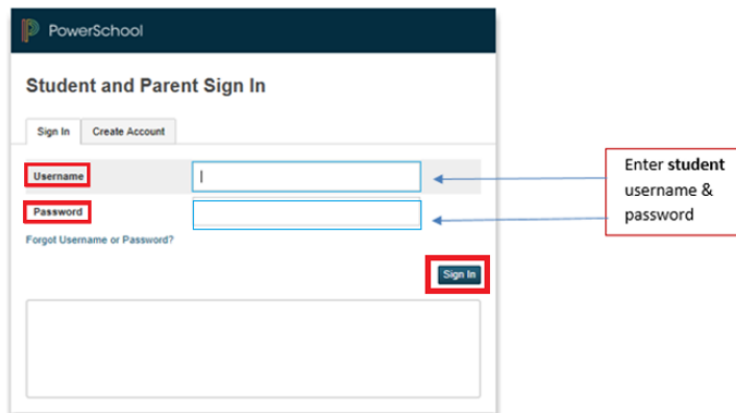 PowerSchool
Student and Parent Sign In
Sign In
Create Account
Username
Password
Forgot Username or Password?
Sign In
Enter student
username &
password